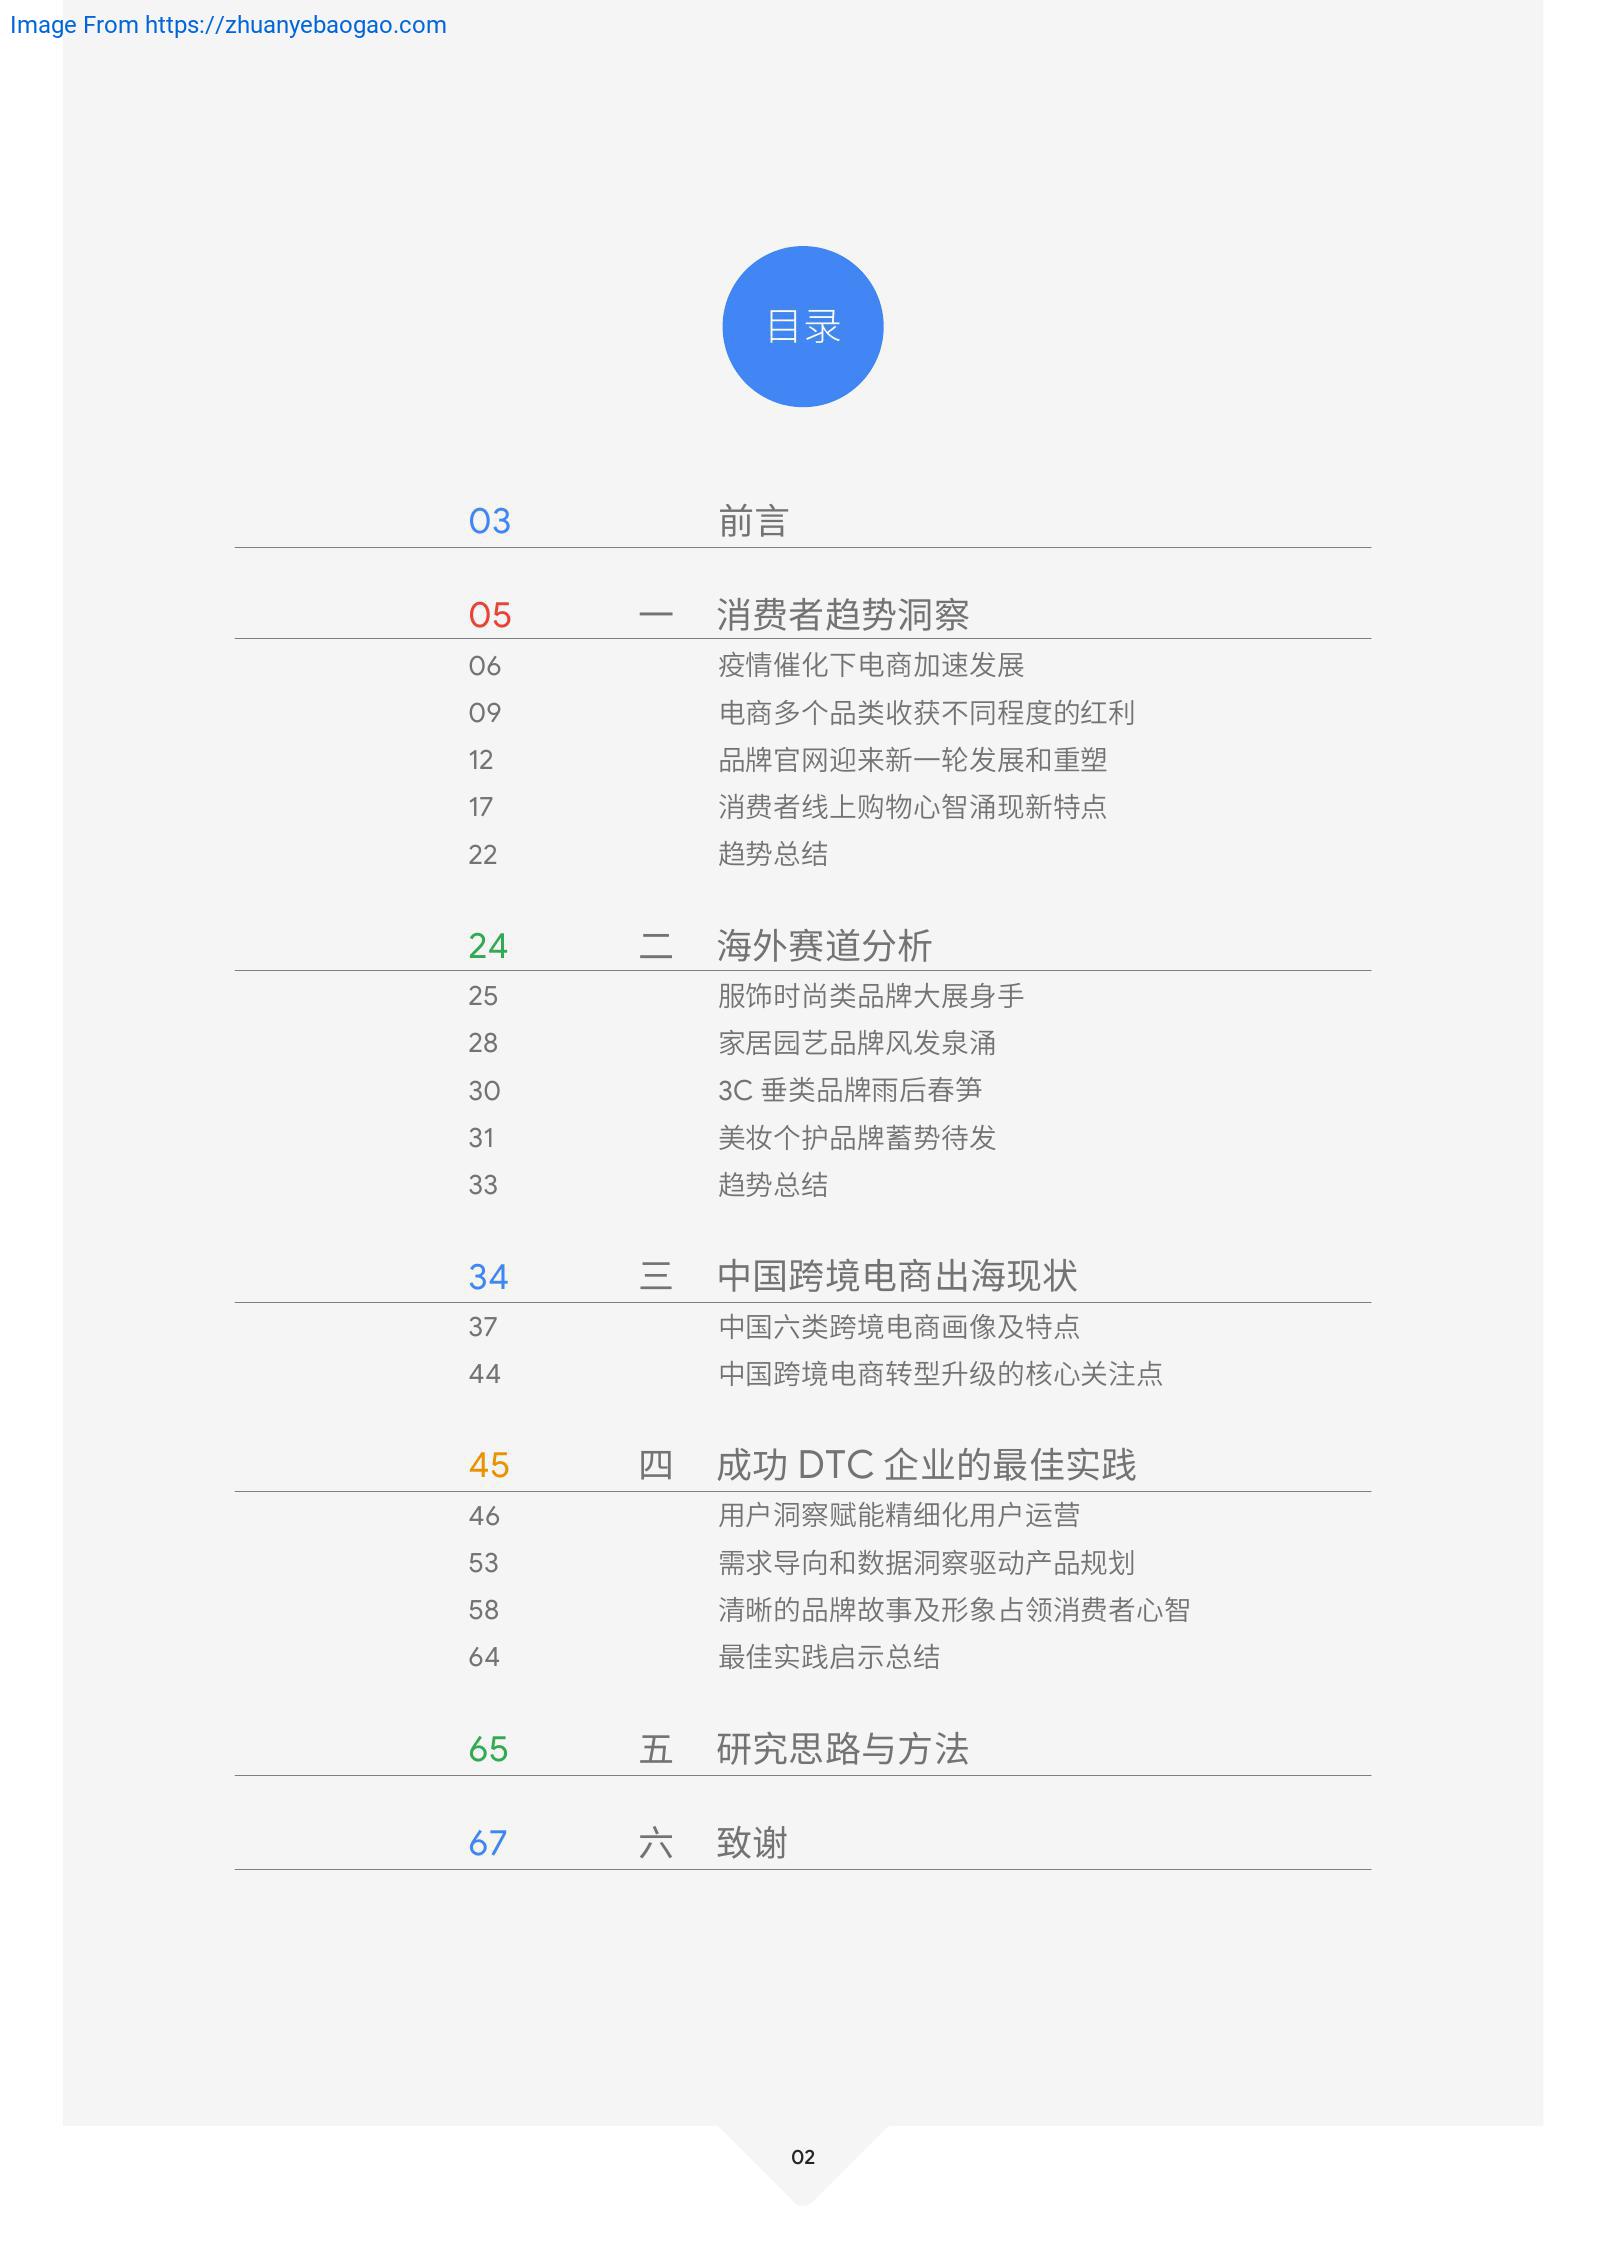 Image From https://zhuanyebaogao.com
目录
03 前言
05 一 消费者趋势洞察
06 疫情催化下电商加速发展
09 电商多个品类收获不同程度的红利
12 品牌官网迎来新一轮发展和重塑
17 消费者线上购物心智涌现新特点
22 趋势总结
24 二 海外赛道分析
25 服饰时尚类品牌大展身手
28 家居园艺品牌风发泉涌
30 3C 垂类品牌雨后春笋
31 美妆个护品牌蓄势待发
33 趋势总结
34 三 中国跨境电商出海现状
37 中国六类跨境电商画像及特点
44 中国跨境电商转型升级的核心关注点
45 四 成功 DTC 企业的最佳实践
46 用户洞察赋能精细化用户运营
53 需求导向和数据洞察驱动产品规划
58 清晰的品牌故事及形象占领消费者心智
64 最佳实践启示总结
65 五 研究思路与方法
67 六 致谢
02